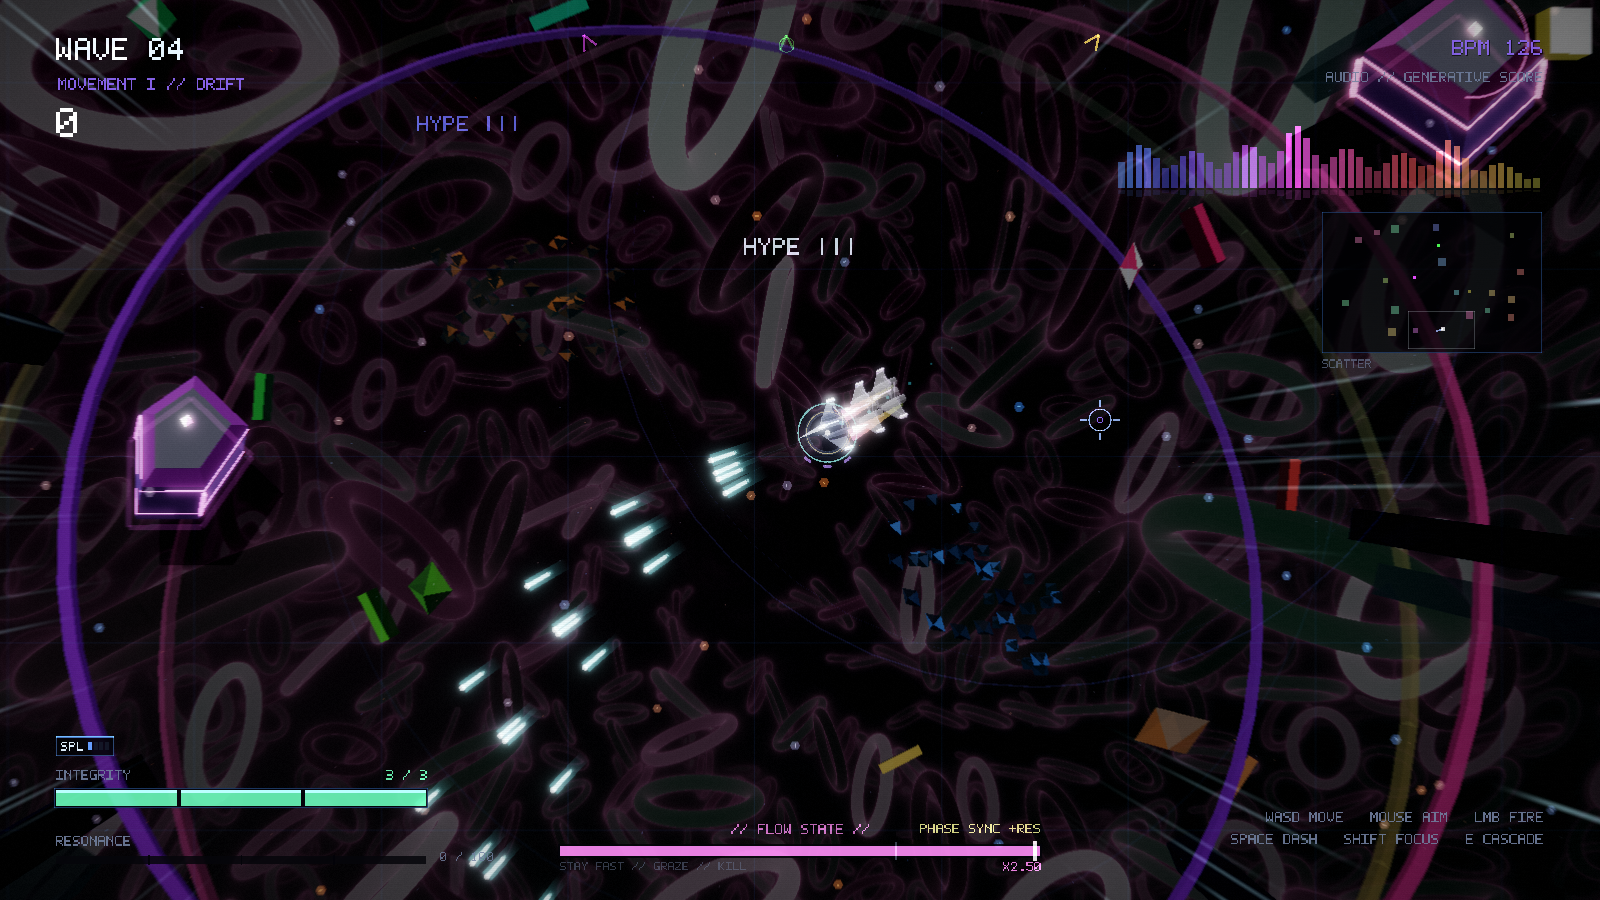 WAVE 04
MOVEMENT I // DRIFT
0
HYPE III
BPM 126
AUDIO // GENERATIVE SCORE
HYPE III
SCATTER
SPL
INTEGRITY 3 / 3
RESONANCE 0 / 100
// FLOW STATE // PHASE SYNC +RES
STAY FAST // GRAZE // KILL X2.50
WASD MOVE MOUSE AIM LMB FIRE
SPACE DASH SHIFT FOCUS E CASCADE